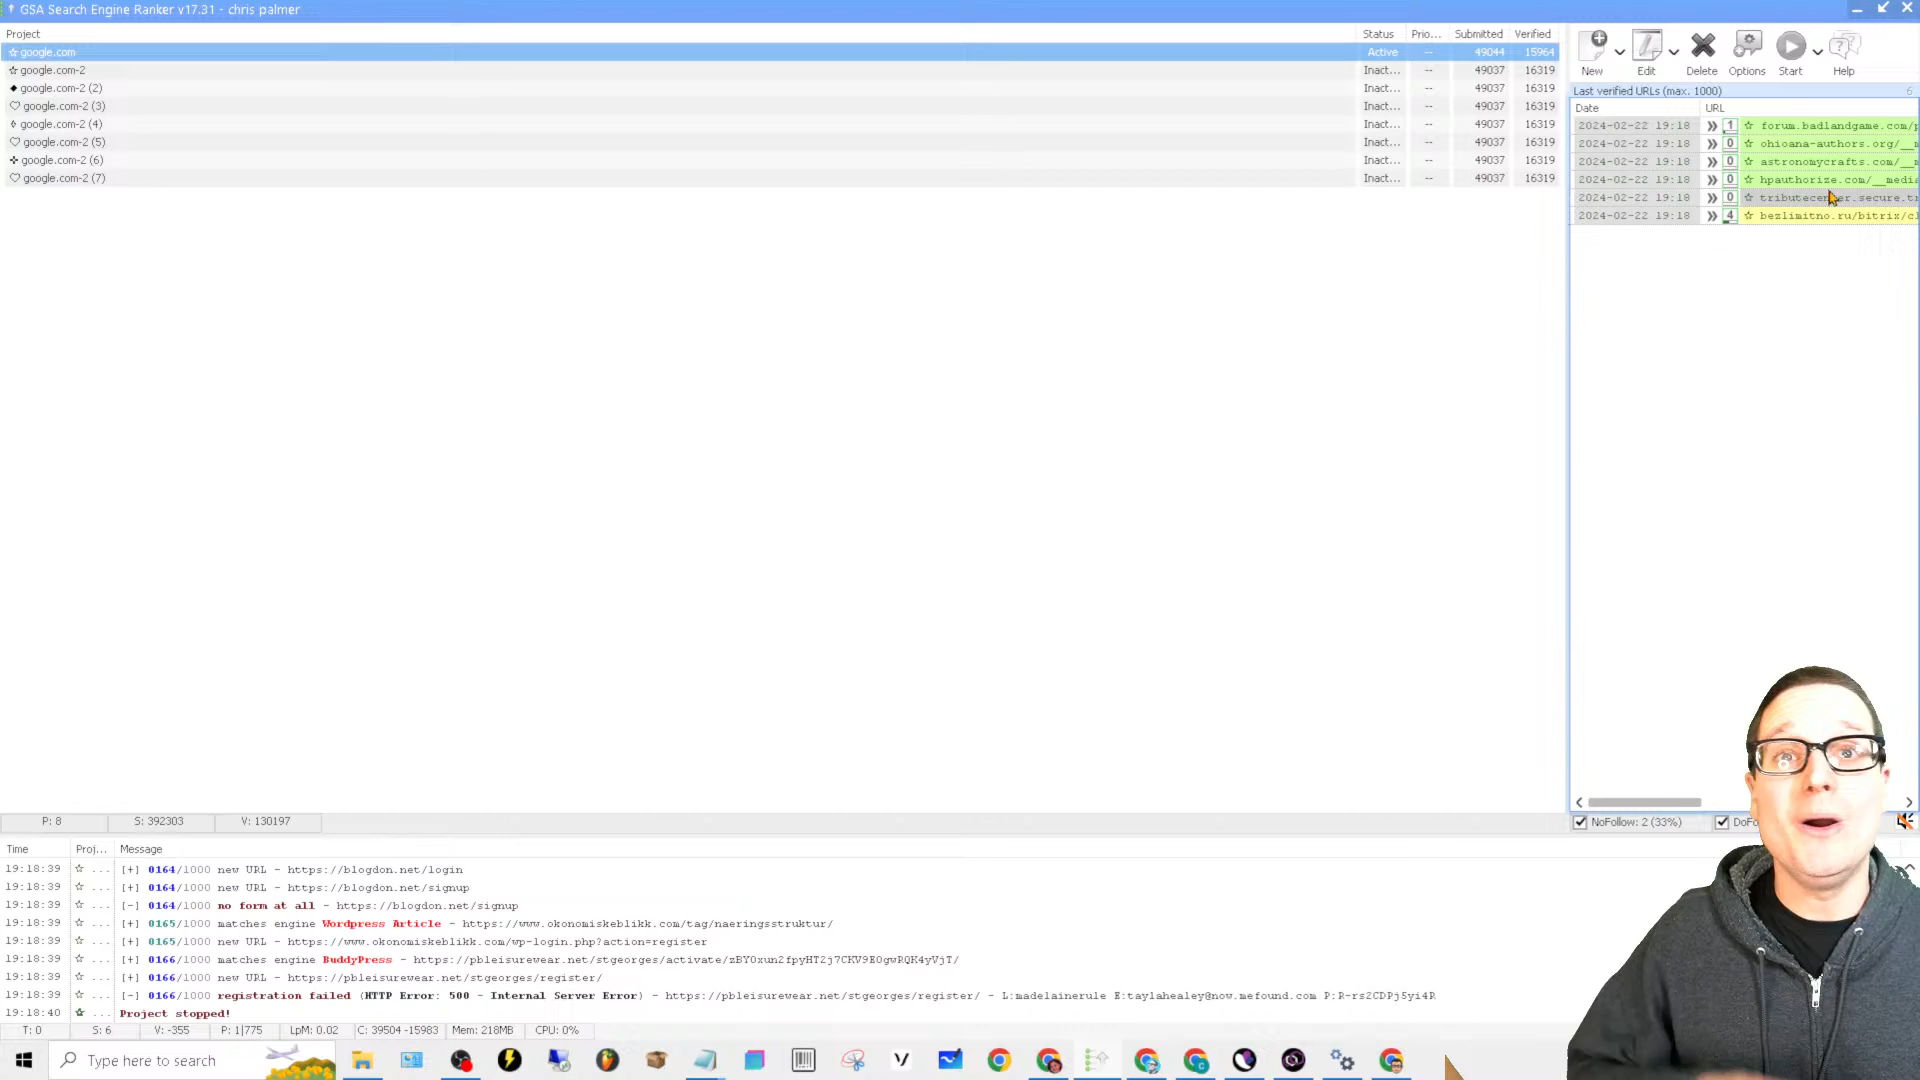 GSA Search Engine Ranker v17.31 - chris palmer
Project Status Prio... Submitted Verified
google.com Active -- 49044 15964
google.com-2 Inact... -- 49037 16319
google.com-2 (2) Inact... -- 49037 16319
google.com-2 (3) Inact... -- 49037 16319
google.com-2 (4) Inact... -- 49037 16319
google.com-2 (5) Inact... -- 49037 16319
google.com-2 (6) Inact... -- 49037 16319
google.com-2 (7) Inact... -- 49037 16319
New Edit Delete Options Start Help
Last verified URLs (max. 1000) 6
Date URL
2024-02-22 19:18 1 forum.badlandgame.com/p
2024-02-22 19:18 0 ohioana-authors.org/__m
2024-02-22 19:18 0 astronomycrafts.com/__m
2024-02-22 19:18 0 hpauthorize.com/__media
2024-02-22 19:18 0
2024-02-22 19:18 4 bezlimitno.ru/bitrix/cl
NoFollow: 2 (33%) DoFo
P: 8 S: 392303 V: 130197
Time Proj... Message
19:18:39 ... [+] 0164/1000 new URL - https://blogdon.net/login
19:18:39 ... [+] 0164/1000 new URL - https://blogdon.net/signup
19:18:39 ... [-] 0164/1000 no form at all - https://blogdon.net/signup
19:18:39 ... [+] 0165/1000 matches engine Wordpress Article - https://www.okonomiskeblikk.com/tag/naeringsstruktur/
19:18:39 ... [+] 0165/1000 new URL - https://www.okonomiskeblikk.com/wp-login.php?action=register
19:18:39 ... [+] 0166/1000 matches engine BuddyPress - https://pbleisurewear.net/stgeorges/activate/zBYOxun2fpyHT2j7CKV9E0gwRQK4yVjT/
19:18:39 ... [+] 0166/1000 new URL - https://pbleisurewear.net/stgeorges/register/
19:18:39 ... [-] 0166/1000 registration failed (HTTP Error: 500 - Internal Server Error) - https://pbleisurewear.net/stgeorges/register/ - L:madelainerule E:taylahealey@now.mefound.com P:R-rs2CDPj5yi4R
19:18:40 ... Project stopped!
T: 0 S: 6 V: -355 P: 1|775 LpM: 0.02 C: 39504 -15983 Mem: 218MB CPU: 0%
Type here to search